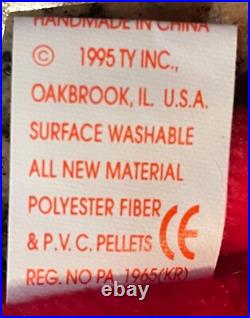 HANDMADE IN CHINA
© 1995 TY INC.,
OAKBROOK, IL. U.S.A.
SURFACE WASHABLE
ALL NEW MATERIAL
POLYESTER FIBER
& P.V.C. PELLETS CE
REG. NO PA. 1965(KR)